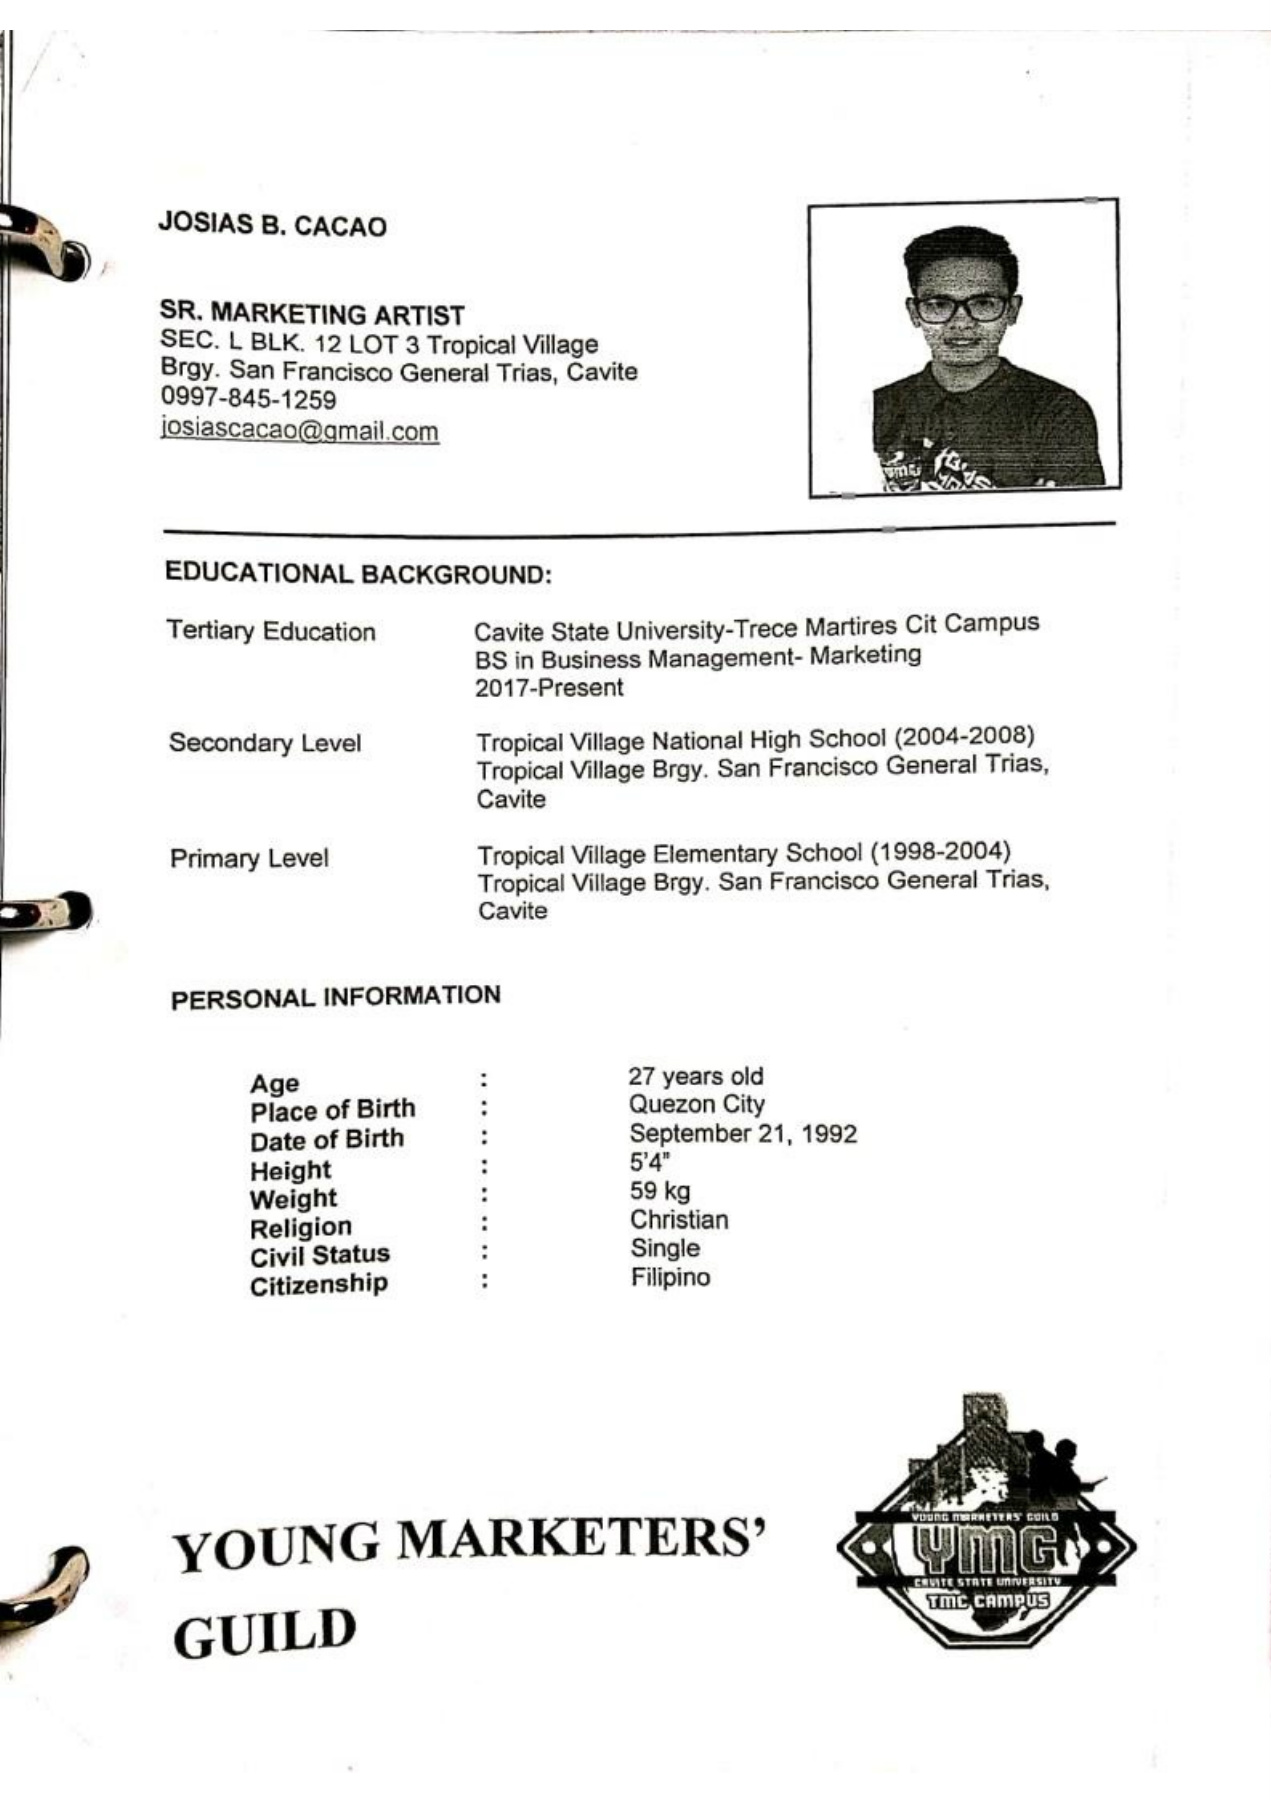 JOSIAS B. CACAO
SR. MARKETING ARTIST
SEC. L BLK. 12 LOT 3 Tropical Village
Brgy. San Francisco General Trias, Cavite
0997-845-1259
josiascacao@gmail.com
EDUCATIONAL BACKGROUND:
Tertiary Education Cavite State University-Trece Martires Cit Campus
BS in Business Management- Marketing
2017-Present
Secondary Level Tropical Village National High School (2004-2008)
Tropical Village Brgy. San Francisco General Trias,
Cavite
Primary Level Tropical Village Elementary School (1998-2004)
Tropical Village Brgy. San Francisco General Trias,
Cavite
PERSONAL INFORMATION
Age : 27 years old
Place of Birth : Quezon City
Date of Birth : September 21, 1992
Height : 5'4"
Weight : 59 kg
Religion : Christian
Civil Status : Single
Citizenship : Filipino
YOUNG MARKETERS'
GUILD
YOUNG MARKETERS' GUILD
YMG
CAVITE STATE UNIVERSITY
TMC CAMPUS